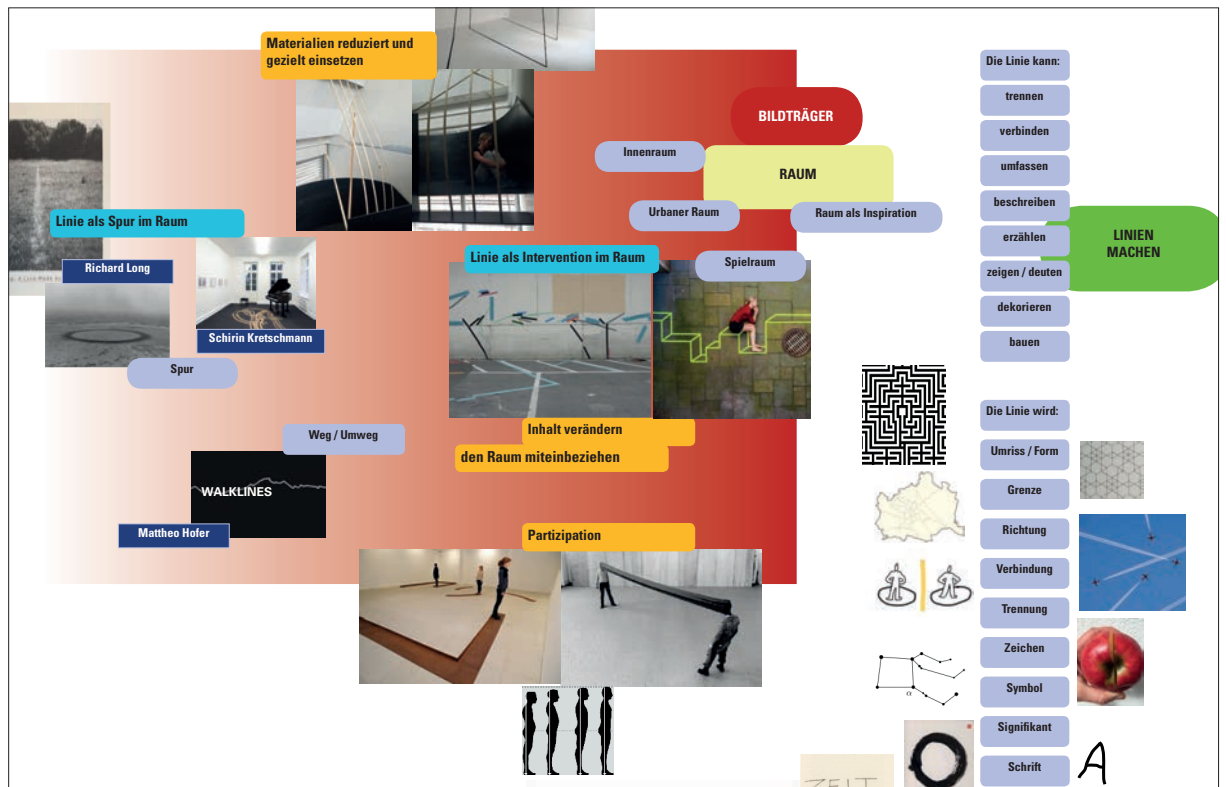 Materialien reduziert und
gezielt einsetzen
BILDTRÄGER
RAUM
Innenraum
Urbaner Raum
Raum als Inspiration
Linie als Spur im Raum
Richard Long
Schirin Kretschmann
Spur
Linie als Intervention im Raum
Spielraum
Inhalt verändern
den Raum miteinbeziehen
Weg / Umweg
WALKLINES
Mattheo Hofer
Partizipation
Die Linie kann:
trennen
verbinden
umfassen
beschreiben
erzählen
zeigen / deuten
dekorieren
bauen
LINIEN
MACHEN
Die Linie wird:
Umriss / Form
Grenze
Richtung
Verbindung
Trennung
Zeichen
Symbol
Signifikant
Schrift
α
A
ZEIT